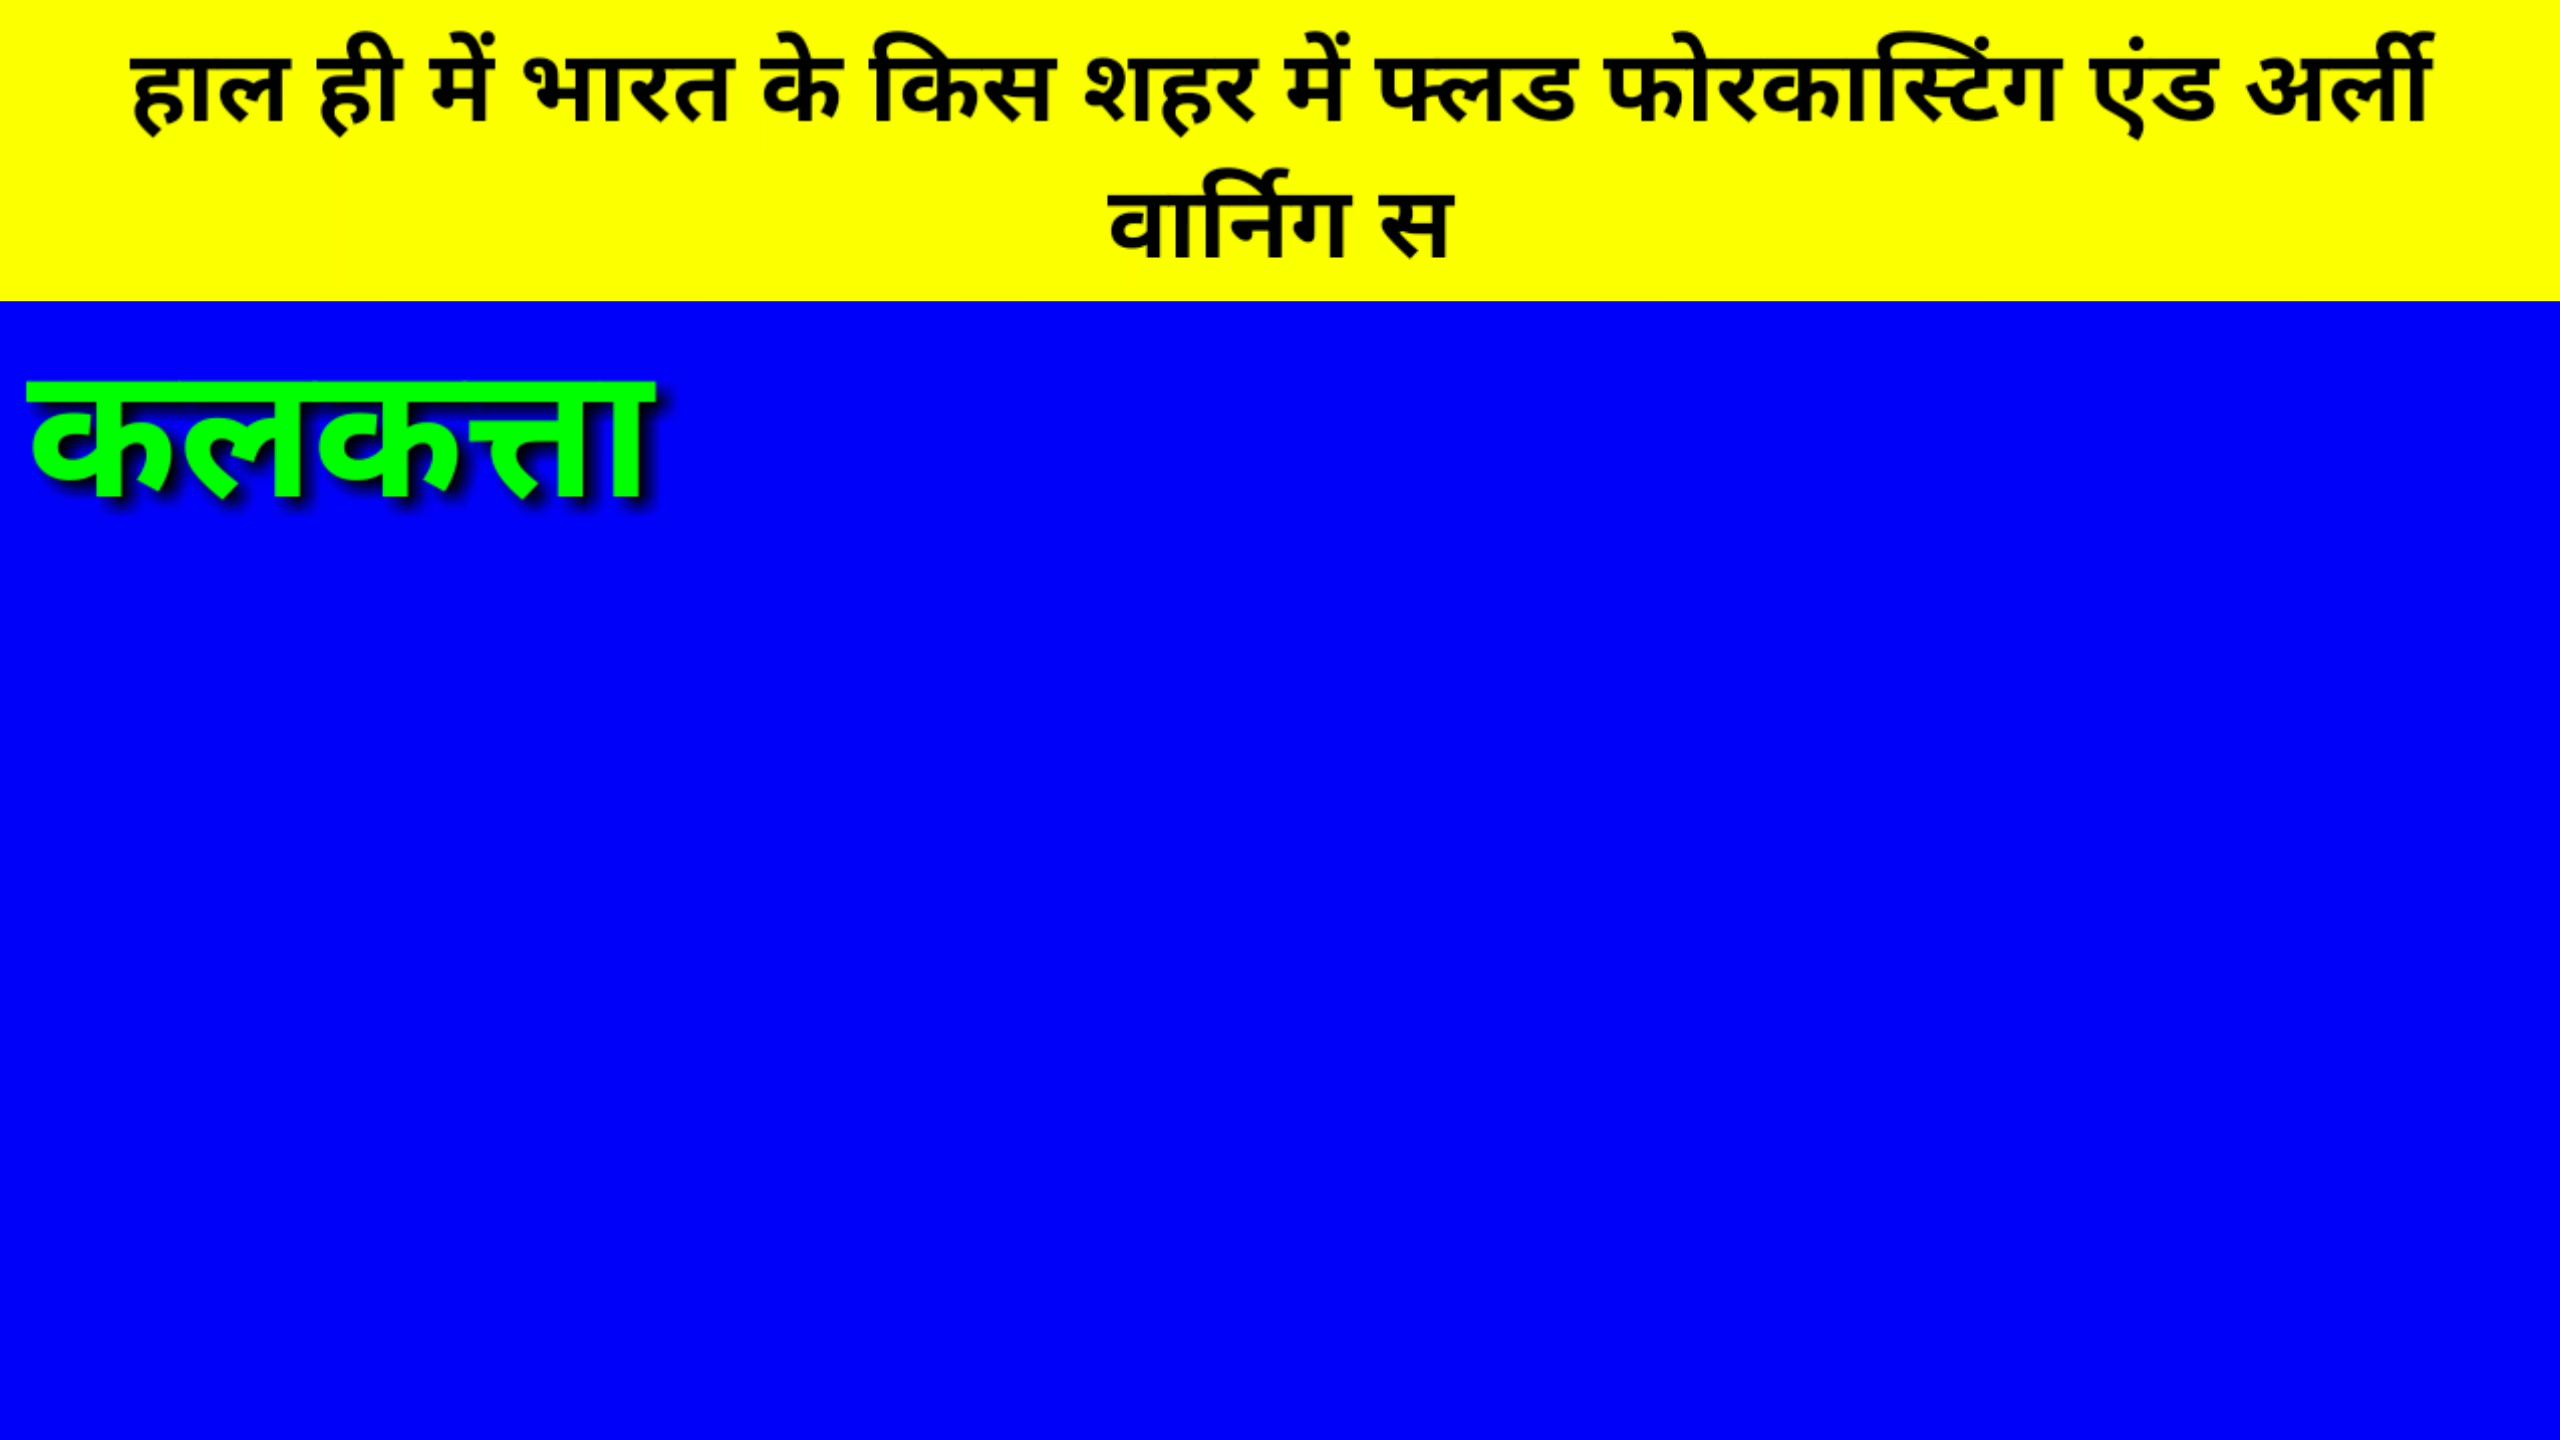 हाल ही में भारत के किस शहर में फ्लड फोरकास्टिंग एंड अर्ली
वार्निग स
कलकत्ता